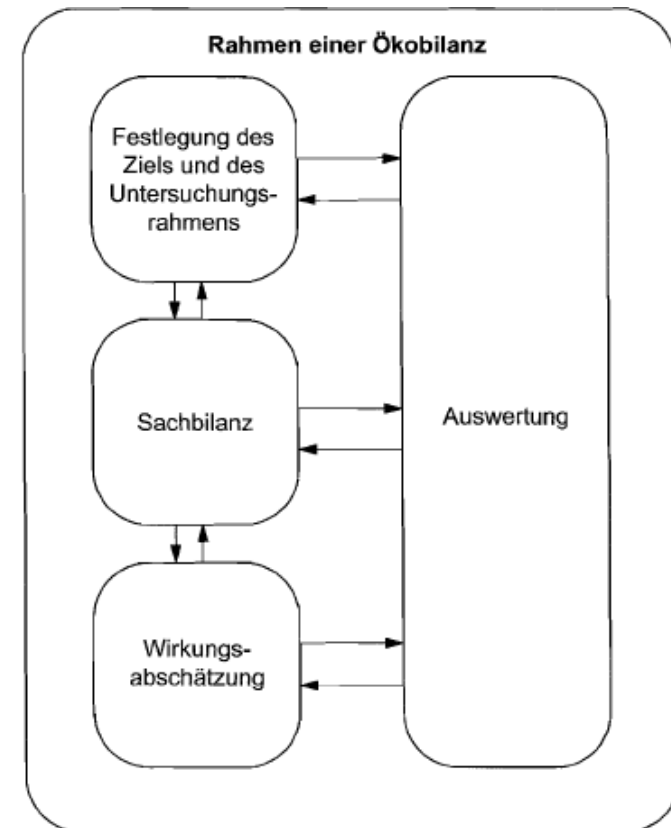 Rahmen einer Ökobilanz
Festlegung des
Ziels und des
Untersuchungs-
rahmens
Sachbilanz
Wirkungs-
abschätzung
Auswertung